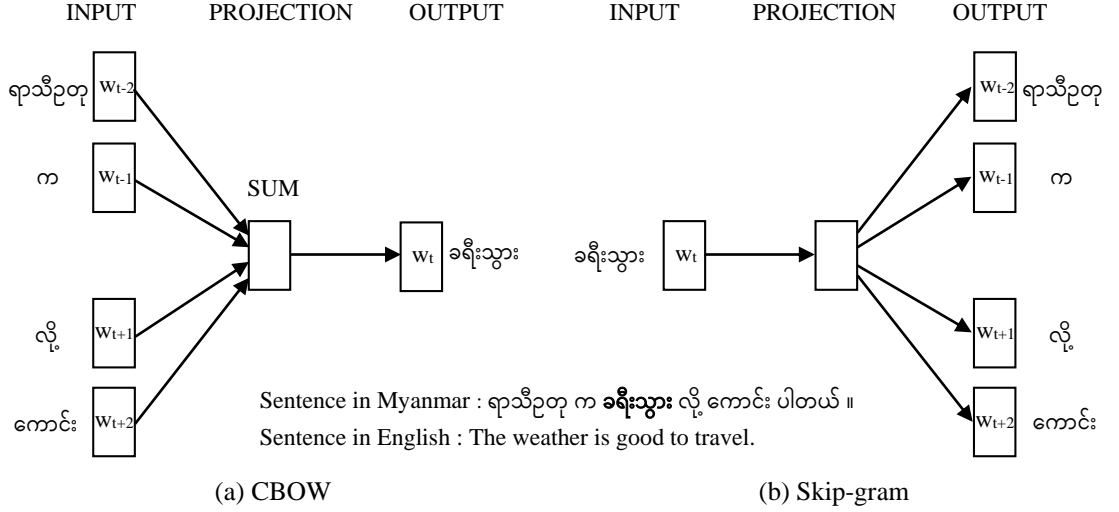 INPUT PROJECTION OUTPUT INPUT PROJECTION OUTPUT
ရာသီဥတု Wt-2 Wt-2 ရာသီဥတု
က Wt-1 Wt-1 က
SUM
Wt ခရီးသွား ခရီးသွား Wt
လို့ Wt+1 Wt+1 လို့
ကောင်း Wt+2 Wt+2 ကောင်း
Sentence in Myanmar : ရာသီဥတု က ခရီးသွား လို့ ကောင်း ပါတယ် ။
Sentence in English : The weather is good to travel.
(a) CBOW (b) Skip-gram